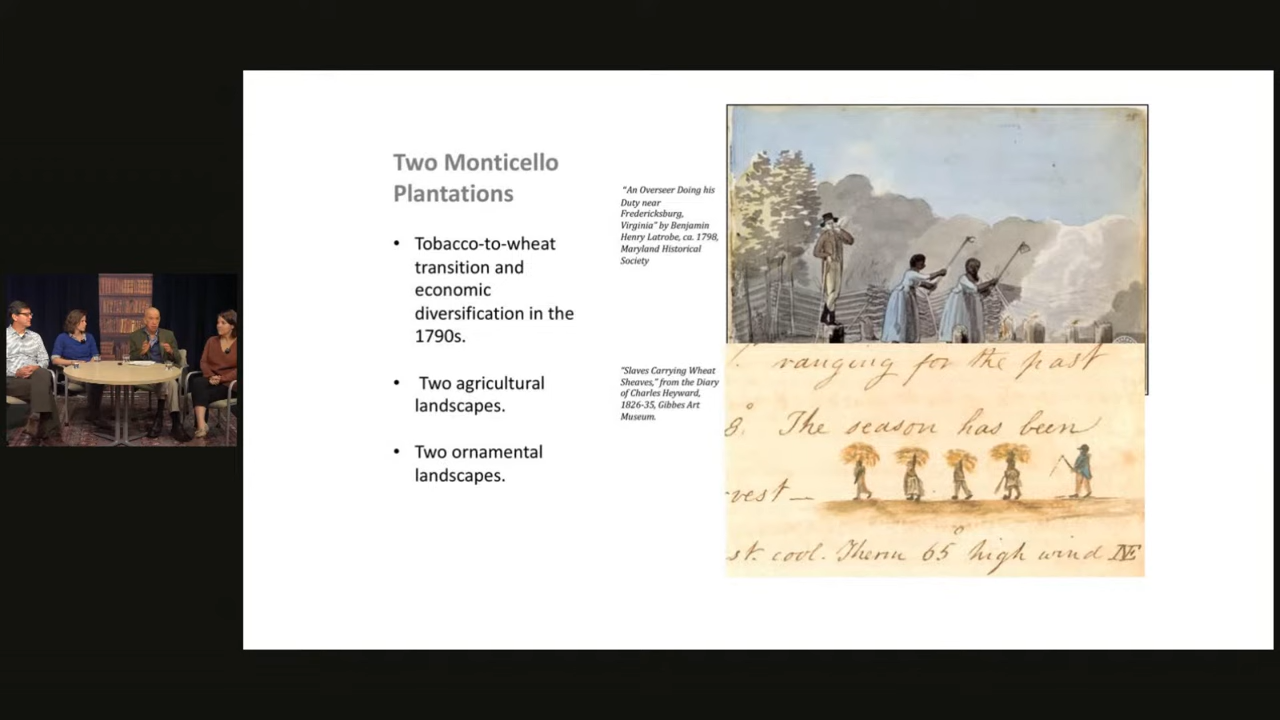 Two Monticello
Plantations
• Tobacco-to-wheat
transition and
economic
diversification in the
1790s.
• Two agricultural
landscapes.
• Two ornamental
landscapes.
"An Overseer Doing his
Duty near
Fredericksburg,
Virginia" by Benjamin
Henry Latrobe, ca. 1798,
Maryland Historical
Society
"Slaves Carrying Wheat
Sheaves," from the Diary
of Charles Heyward,
1826-35, Gibbes Art
Museum.
ranging for the past
8. The season has been
vest —
st. cool. Therm 65° high wind NE